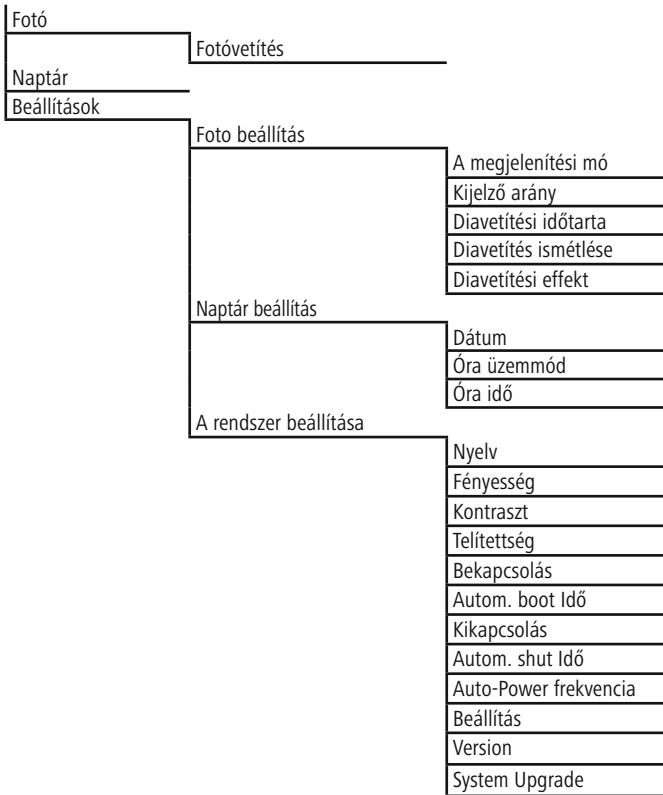 Fotó
Fotóvetítés
Naptár
Beállítások
Foto beállítás
A megjelenítési mó
Kijelző arány
Diavetítési időtarta
Diavetítés ismétlése
Diavetítési effekt
Naptár beállítás
Dátum
Óra üzemmód
Óra idő
A rendszer beállítása
Nyelv
Fényesség
Kontraszt
Telítettség
Bekapcsolás
Autom. boot Idő
Kikapcsolás
Autom. shut Idő
Auto-Power frekvencia
Beállítás
Version
System Upgrade